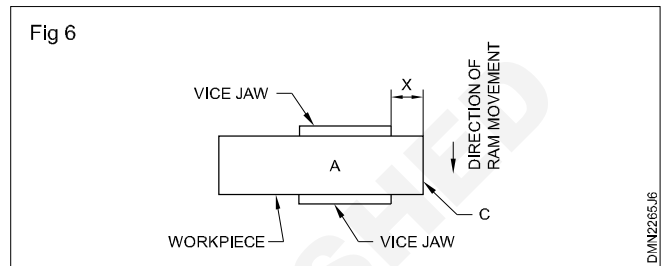 Fig 6
X
VICE JAW
DIRECTION OF
RAM MOVEMENT
A
C
WORKPIECE
VICE JAW
DMN2265J6